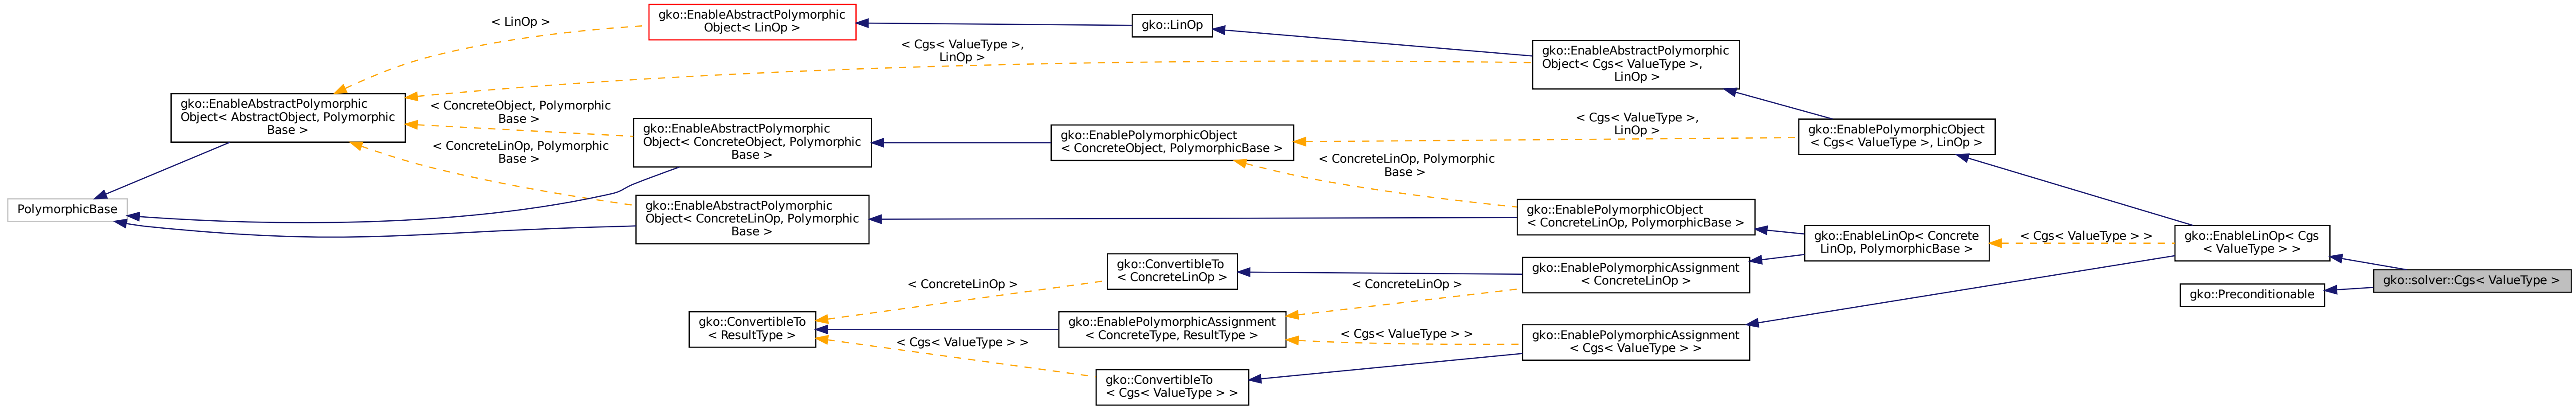 gko::EnableAbstractPolymorphic
Object< LinOp >
< LinOp >
gko::LinOp
< Cgs< ValueType >,
LinOp >
gko::EnableAbstractPolymorphic
Object< Cgs< ValueType >,
LinOp >
gko::EnableAbstractPolymorphic
Object< AbstractObject, Polymorphic
Base >
< ConcreteObject, Polymorphic
Base >
gko::EnableAbstractPolymorphic
Object< ConcreteObject, Polymorphic
Base >
< ConcreteLinOp, Polymorphic
Base >
gko::EnablePolymorphicObject
< ConcreteObject, PolymorphicBase >
< Cgs< ValueType >,
LinOp >
gko::EnablePolymorphicObject
< Cgs< ValueType >, LinOp >
< ConcreteLinOp, Polymorphic
Base >
PolymorphicBase
gko::EnableAbstractPolymorphic
Object< ConcreteLinOp, Polymorphic
Base >
gko::EnablePolymorphicObject
< ConcreteLinOp, PolymorphicBase >
gko::EnableLinOp< Concrete
LinOp, PolymorphicBase >
< Cgs< ValueType > >
gko::EnableLinOp< Cgs
< ValueType > >
gko::solver::Cgs< ValueType >
gko::Preconditionable
gko::ConvertibleTo
< ConcreteLinOp >
gko::EnablePolymorphicAssignment
< ConcreteLinOp >
< ConcreteLinOp >
< ConcreteLinOp >
gko::ConvertibleTo
< ResultType >
gko::EnablePolymorphicAssignment
< ConcreteType, ResultType >
< Cgs< ValueType > >
gko::EnablePolymorphicAssignment
< Cgs< ValueType > >
< Cgs< ValueType > >
gko::ConvertibleTo
< Cgs< ValueType > >